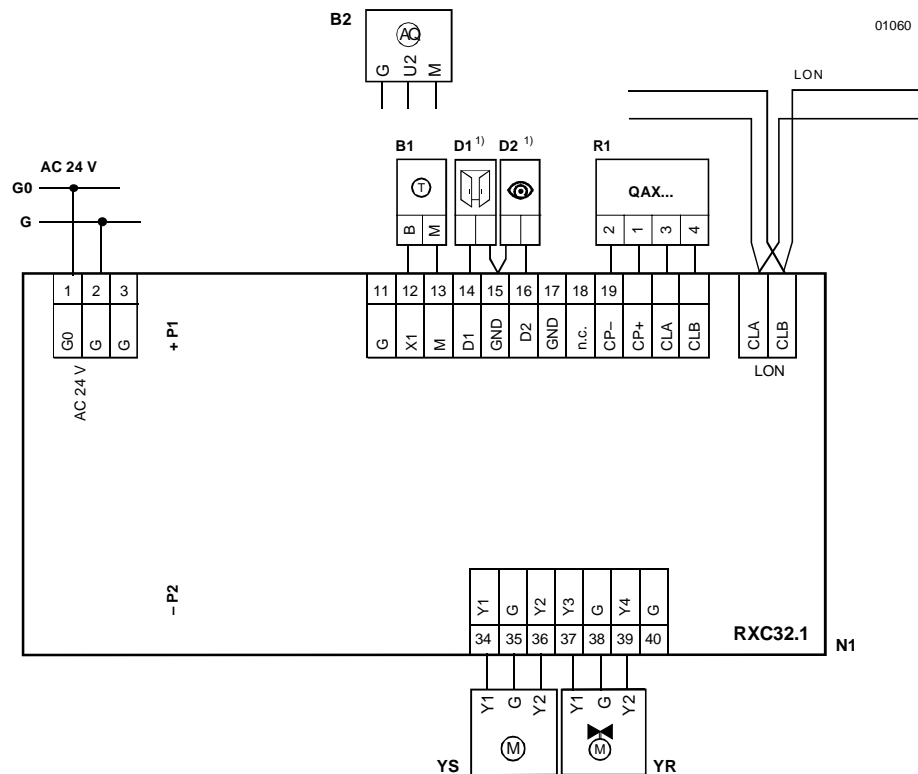 B2
AQ
G U2 M
01060
LON
AC 24 V
G0
G
B1 D1 1) D2 1) R1
T
QAX...
B M
2 1 3 4
1 2 3
G0 G G
AC 24 V
+ P1
11 12 13 14 15 16 17 18 19
G X1 M D1 GND D2 GND n.c. CP– CP+ CLA CLB
CLA CLB
LON
– P2
Y1 G Y2 Y3 G Y4 G
34 35 36 37 38 39 40
RXC32.1
N1
Y1 G Y2 Y1 G Y2
M M
YS YR